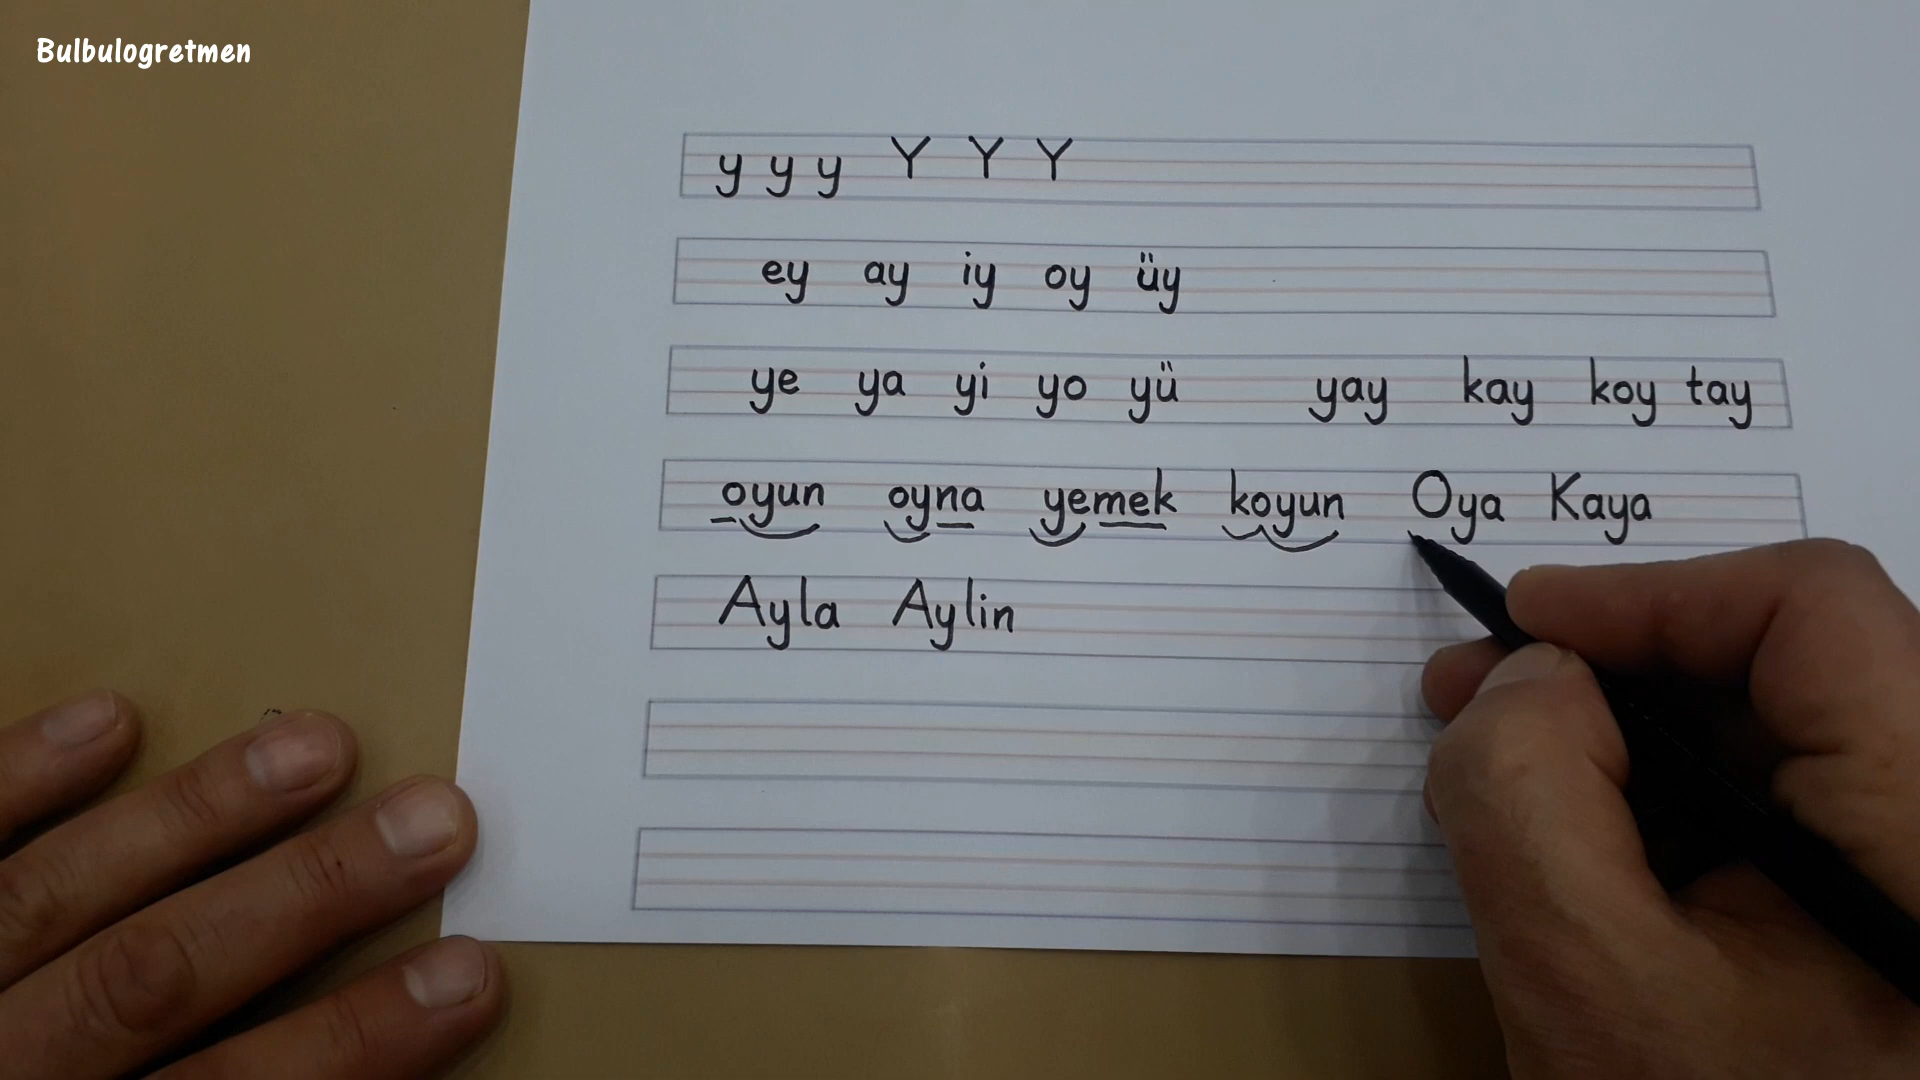 Bulbulogretmen
y y y Y Y Y
ey ay iy oy üy
ye ya yi yo yü yay kay koy tay
oyun oyna yemek koyun Oya Kaya
Ayla Aylin